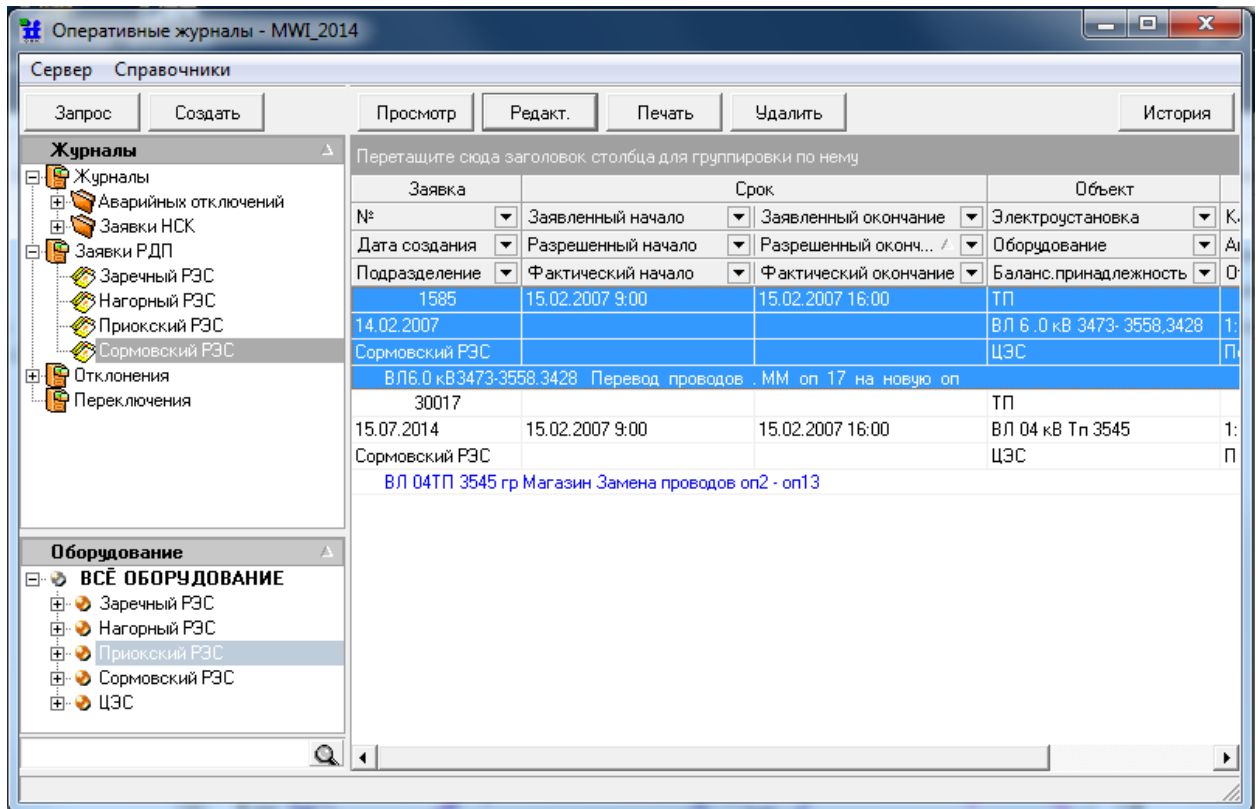 Оперативные журналы - MWI_2014
Сервер Справочники
Запрос Создать Просмотр Редакт. Печать Удалить История
Журналы
Журналы
Аварийных отключений
Заявки НСК
Заявки РДП
Заречный РЭС
Нагорный РЭС
Приокский РЭС
Сормовский РЭС
Отклонения
Переключения
Оборудование
ВСЁ ОБОРУДОВАНИЕ
Заречный РЭС
Нагорный РЭС
Приокский РЭС
Сормовский РЭС
ЦЭС
Перетащите сюда заголовок столбца для группировки по нему
Заявка Срок Объект
№ Заявленный начало Заявленный окончание Электроустановка
Дата создания Разрешенный начало Разрешенный оконч... Оборудование
Подразделение Фактический начало Фактический окончание Баланс.принадлежность
1585 15.02.2007 9:00 15.02.2007 16:00 ТП
14.02.2007 ВЛ 6 .0 кВ 3473- 3558,3428 1:
Сормовский РЭС ЦЭС
ВЛ6.0 кВ3473-3558.3428 Перевод проводов . ММ оп 17 на новую оп
30017 ТП
15.07.2014 15.02.2007 9:00 15.02.2007 16:00 ВЛ 04 кВ Тп 3545 1:
Сормовский РЭС ЦЭС П
ВЛ 04ТП 3545 гр Магазин Замена проводов оп2 - оп13